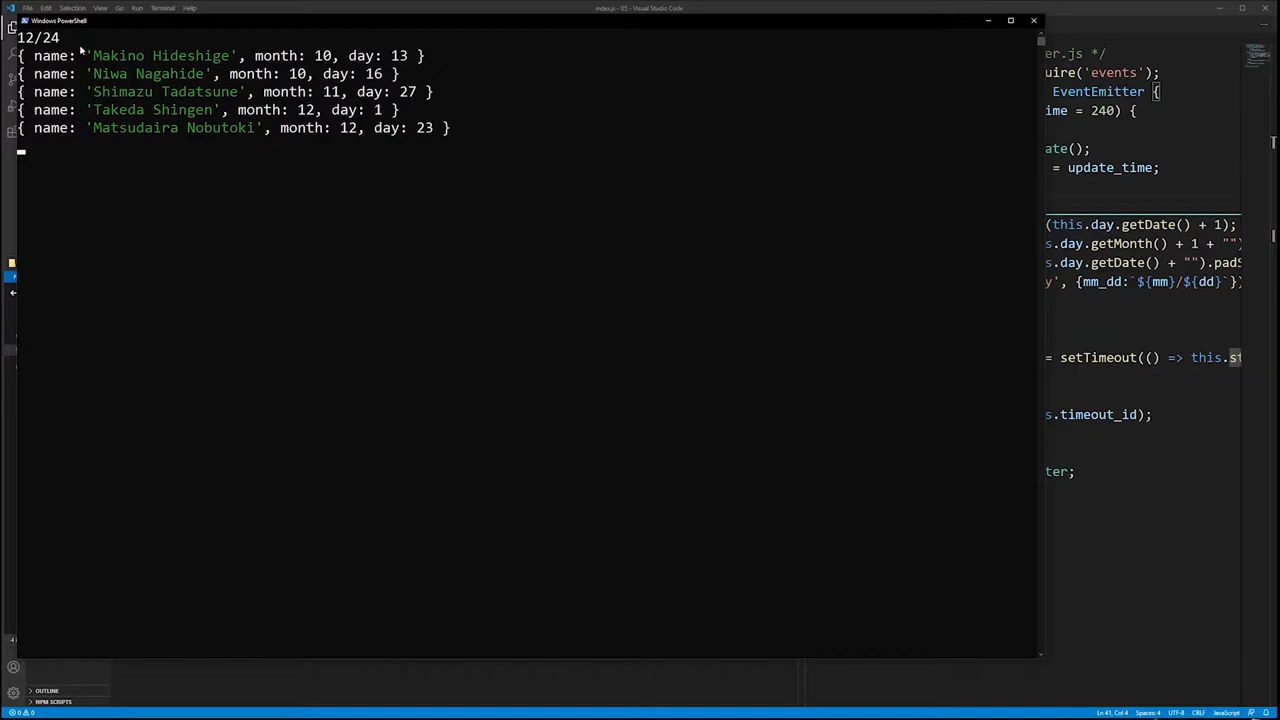 File Edit Selection View Go Run Terminal Help
index.js - 05 - Visual Studio Code
Windows PowerShell
12/24
{ name: 'Makino Hideshige', month: 10, day: 13 }
{ name: 'Niwa Nagahide', month: 10, day: 16 }
{ name: 'Shimazu Tadatsune', month: 11, day: 27 }
{ name: 'Takeda Shingen', month: 12, day: 1 }
{ name: 'Matsudaira Nobutoki', month: 12, day: 23 }
er.js */
uire('events');
EventEmitter {
ime = 240) {
ate();
= update_time;
(this.day.getDate() + 1);
s.day.getMonth() + 1 + "")
s.day.getDate() + "").padS
y', {mm_dd:`${mm}/${dd}`})
= setTimeout(() => this.st
s.timeout_id);
ter;
OUTLINE
NPM SCRIPTS
0 0
Ln 41, Col 4 Spaces: 4 UTF-8 CRLF JavaScript